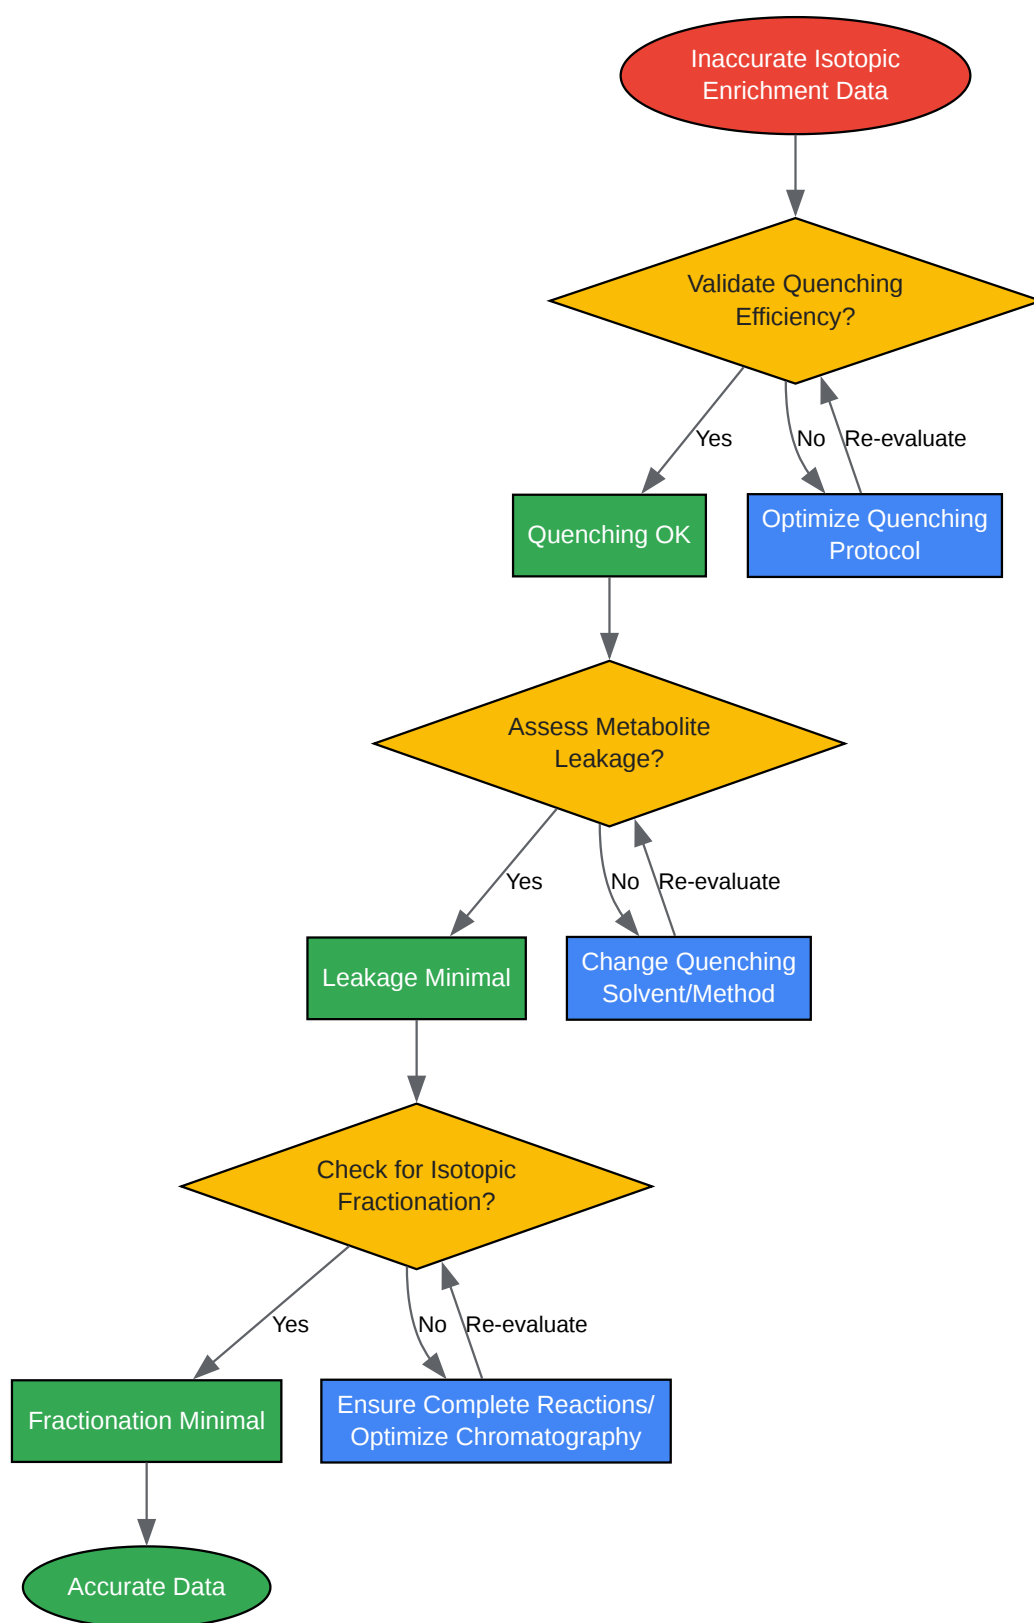 Inaccurate Isotopic
Enrichment Data
Validate Quenching
Efficiency?
Yes
No
Re-evaluate
Quenching OK
Optimize Quenching
Protocol
Assess Metabolite
Leakage?
Yes
No
Re-evaluate
Leakage Minimal
Change Quenching
Solvent/Method
Check for Isotopic
Fractionation?
Yes
No
Re-evaluate
Fractionation Minimal
Ensure Complete Reactions/
Optimize Chromatography
Accurate Data